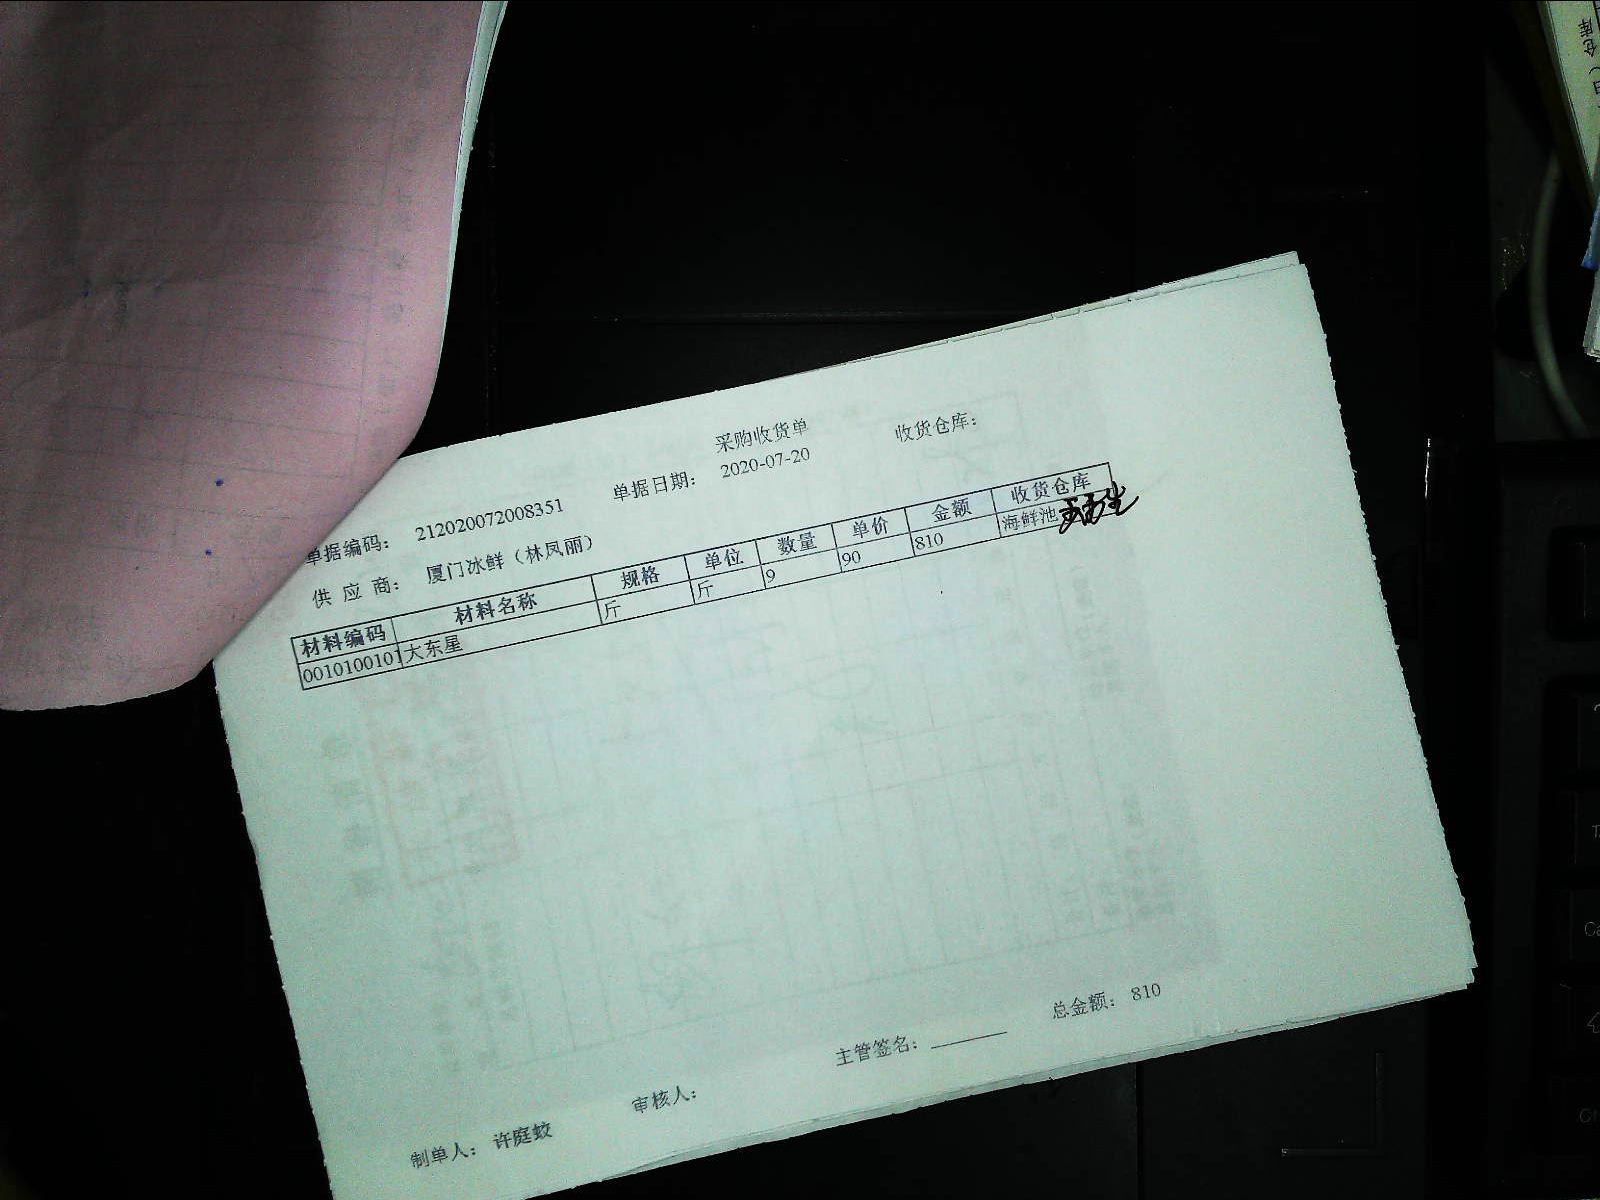 采购收货单 收货仓库：
单据编码： 212020072008351 单据日期： 2020-07-20
供 应 商： 厦门冰鲜（林凤丽）
材料编码 材料名称 规格 单位 数量 单价 金额 收货仓库
0010100101 大东星 斤 斤 9 90 810 海鲜池
总金额： 810
主管签名：
审核人：
制单人： 许庭蛟
仓库